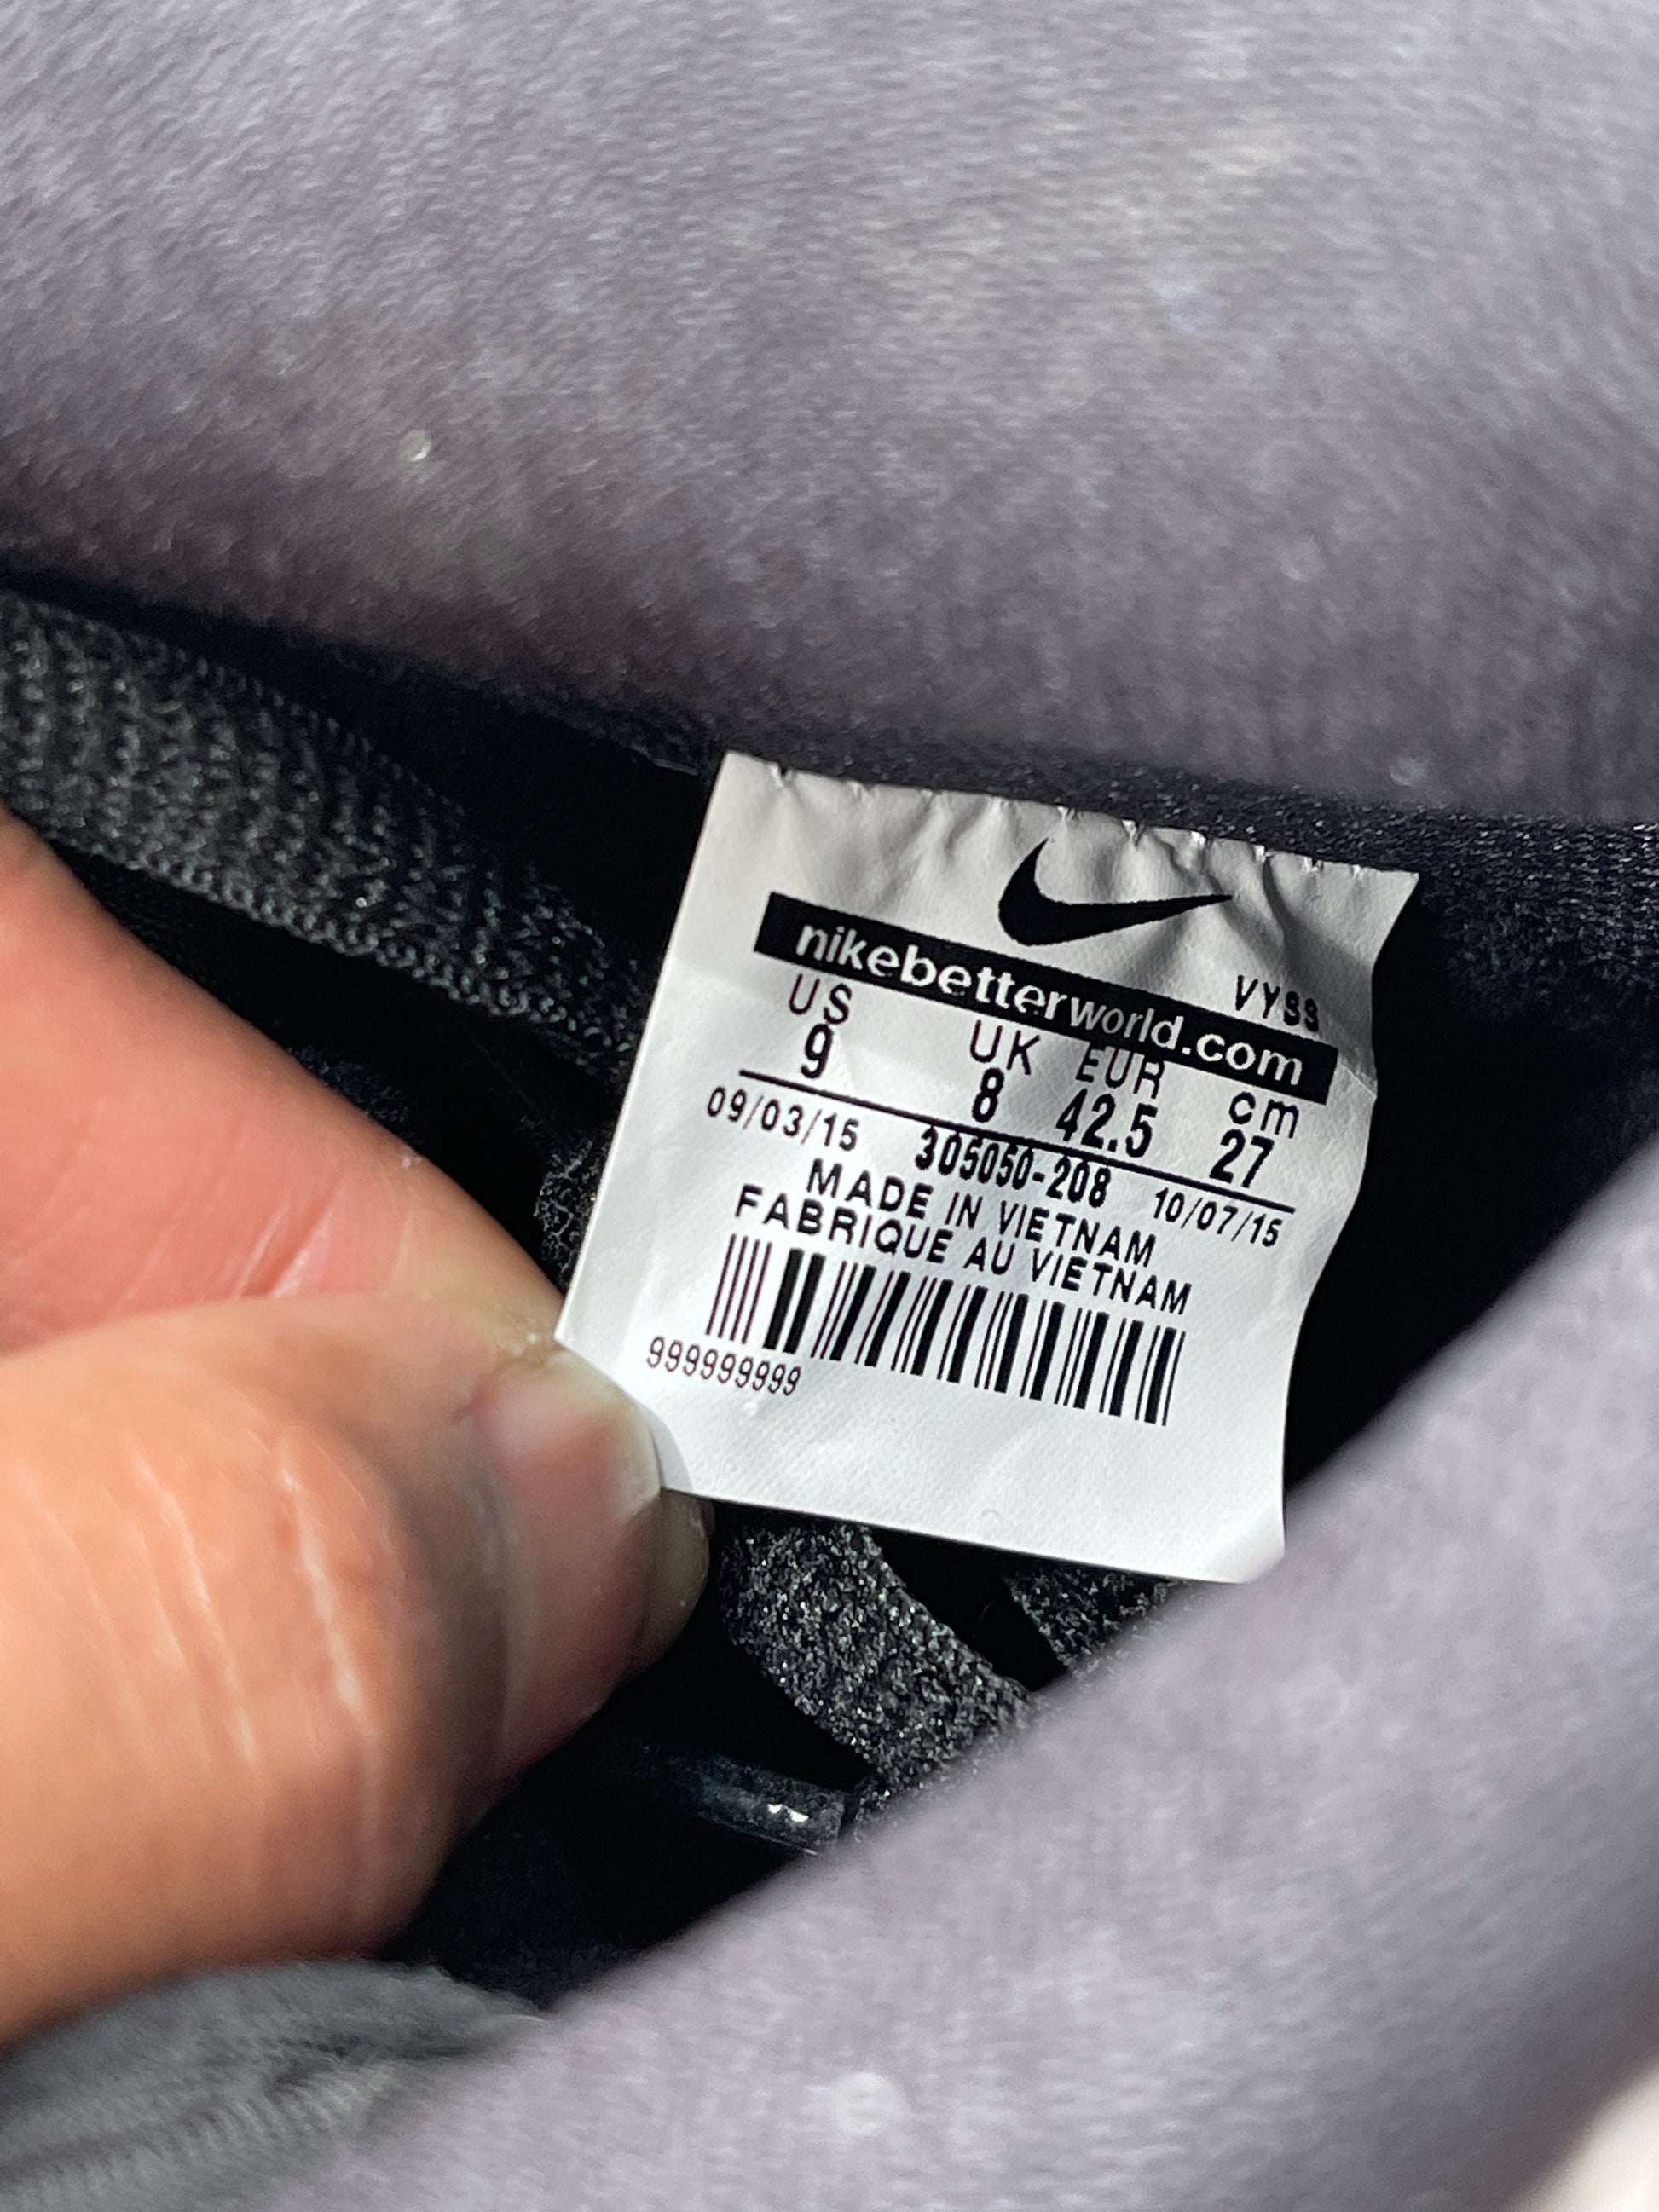 nikebetterworld.com
VYSS
US UK EUR cm
9 8 42.5 27
09/03/15 305050-208 10/07/15
MADE IN VIETNAM
FABRIQUE AU VIETNAM
999999999